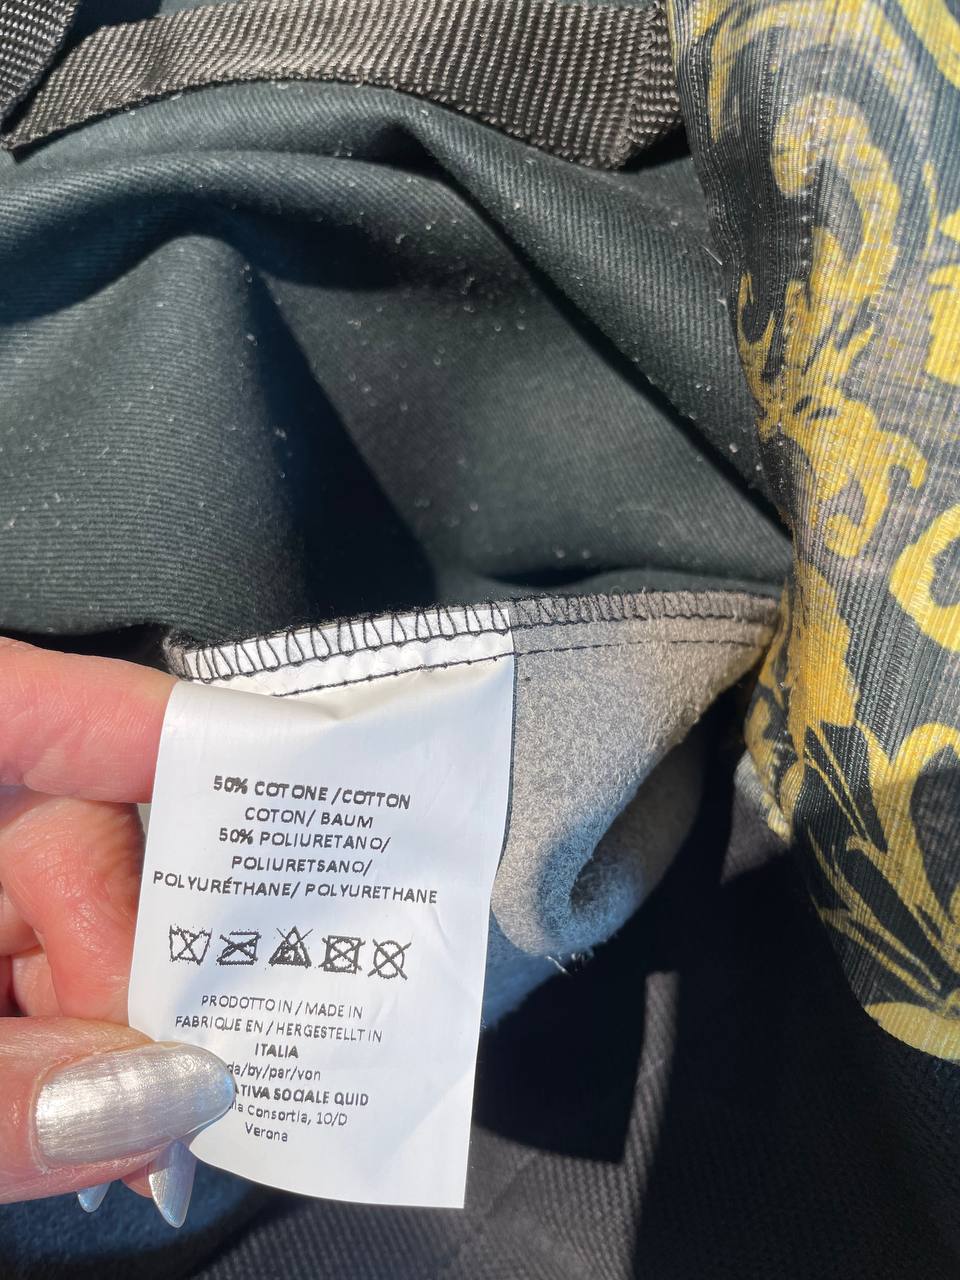 50% COTONE /COTTON
COTON/ BAUM
50% POLIURETANO/
POLIURETSANO/
POLYURÉTHANE/ POLYURETHANE
PRODOTTO IN / MADE IN
FABRIQUE EN / HERGESTELLT IN
ITALIA
da/by/par/von
SOCIALE QUID
Consortia, 10/D
Verona